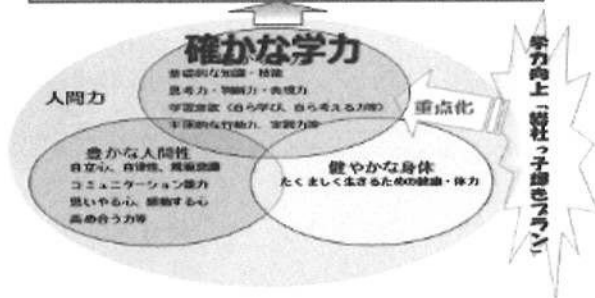 確かな学力
基礎的な知識・技能
思考力・判断力・表現力
学習意欲（自ら学び、自ら考える力等）
主体的な行動力、実践力等
人間力
重点化
豊かな人間性
自立心、自律性、規範意識
コミュニケーション能力
思いやる心、感動する心
高め合う力等
健やかな身体
たくましく生きるための健康・体力
学力向上「岩社っ子輝きプラン」